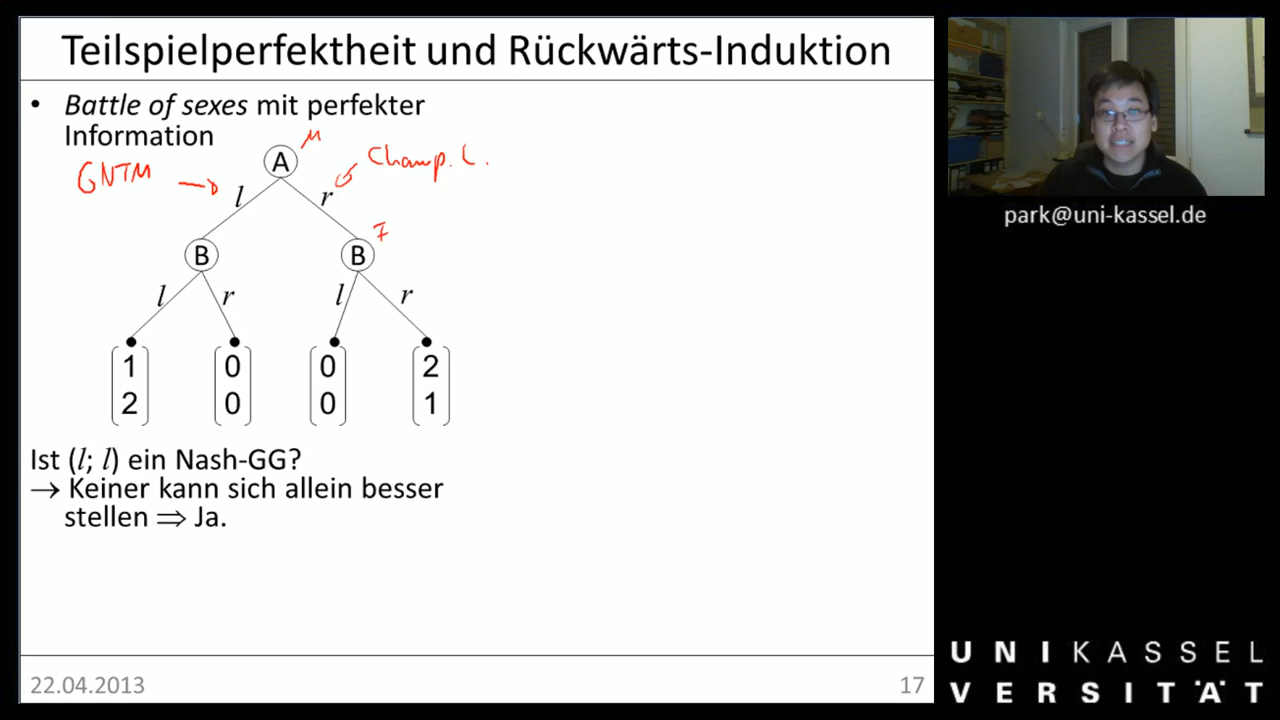 Teilspielperfektheit und Rückwärts-Induktion
• Battle of sexes mit perfekter
Information
GNTM
A
M
Champ. L.
l
r
B
B
F
l
r
l
r
1
0
0
2
2
0
0
1
Ist (l; l) ein Nash-GG?
→ Keiner kann sich allein besser
stellen ⇒ Ja.
22.04.2013
17
park@uni-kassel.de
UNIKASSEL
VERSITÄT